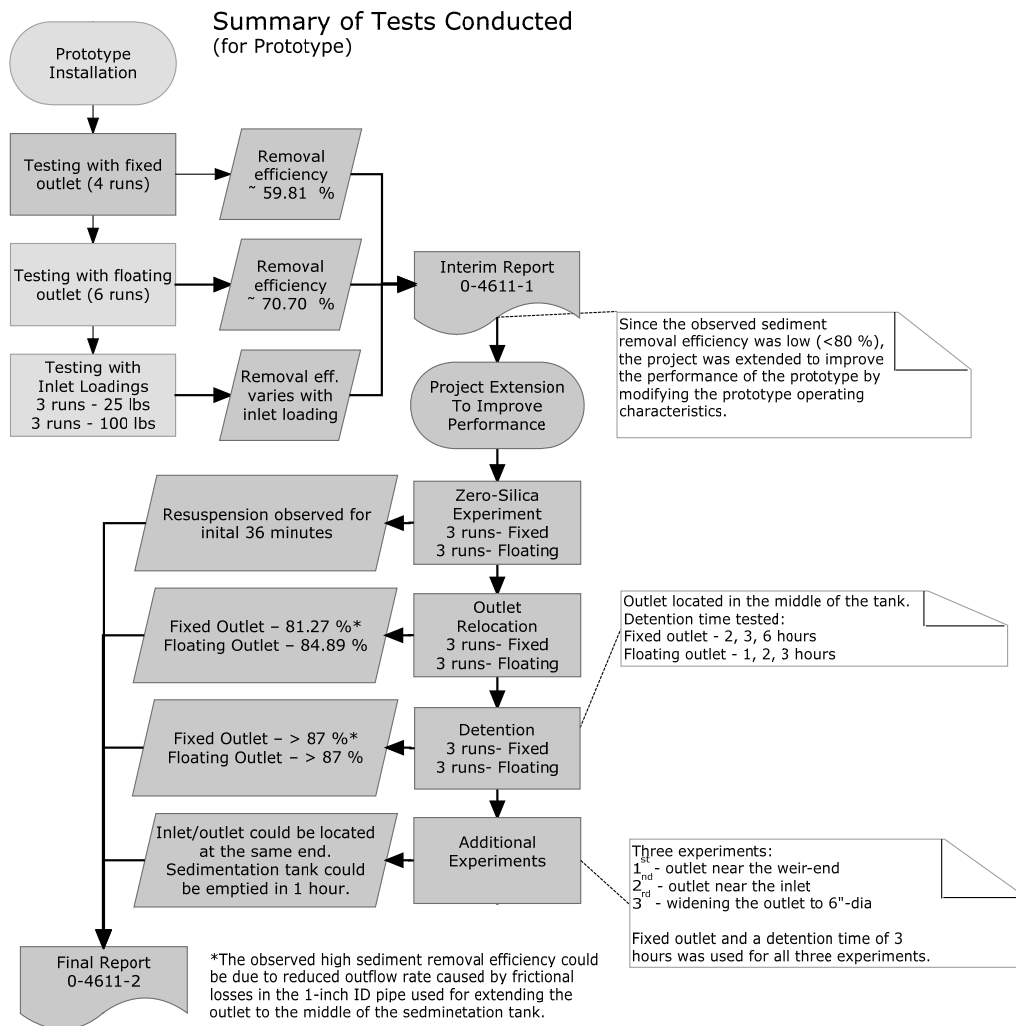 Summary of Tests Conducted
(for Prototype)
Prototype
Installation
Testing with fixed
outlet (4 runs)
Removal
efficiency
~ 59.81 %
Testing with floating
outlet (6 runs)
Removal
efficiency
~ 70.70 %
Testing with
Inlet Loadings
3 runs - 25 lbs
3 runs - 100 lbs
Removal eff.
varies with
inlet loading
Interim Report
0-4611-1
Since the observed sediment
removal efficiency was low (<80 %),
the project was extended to improve
the performance of the prototype by
modifying the prototype operating
characteristics.
Project Extension
To Improve
Performance
Zero-Silica
Experiment
3 runs- Fixed
3 runs- Floating
Resuspension observed for
inital 36 minutes
Outlet
Relocation
3 runs- Fixed
3 runs- Floating
Fixed Outlet – 81.27 %*
Floating Outlet – 84.89 %
Outlet located in the middle of the tank.
Detention time tested:
Fixed outlet - 2, 3, 6 hours
Floating outlet - 1, 2, 3 hours
Detention
3 runs- Fixed
3 runs- Floating
Fixed Outlet – > 87 %*
Floating Outlet – > 87 %
Additional
Experiments
Inlet/outlet could be located
at the same end.
Sedimentation tank could
be emptied in 1 hour.
Three experiments:
1st - outlet near the weir-end
2nd - outlet near the inlet
3rd - widening the outlet to 6"-dia
Fixed outlet and a detention time of 3
hours was used for all three experiments.
Final Report
0-4611-2
*The observed high sediment removal efficiency could
be due to reduced outflow rate caused by frictional
losses in the 1-inch ID pipe used for extending the
outlet to the middle of the sedminetation tank.